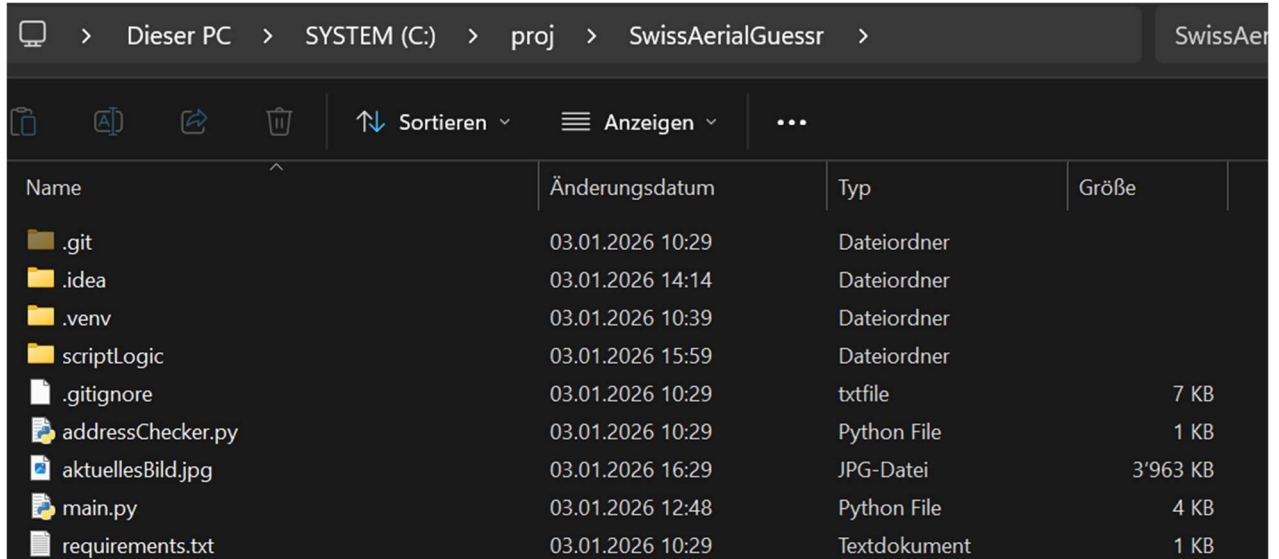 Dieser PC > SYSTEM (C:) > proj > SwissAerialGuessr >
Sortieren Anzeigen
Name Änderungsdatum Typ Größe
.git 03.01.2026 10:29 Dateiordner
.idea 03.01.2026 14:14 Dateiordner
.venv 03.01.2026 10:39 Dateiordner
scriptLogic 03.01.2026 15:59 Dateiordner
.gitignore 03.01.2026 10:29 txtfile 7 KB
addressChecker.py 03.01.2026 10:29 Python File 1 KB
aktuellesBild.jpg 03.01.2026 16:29 JPG-Datei 3'963 KB
main.py 03.01.2026 12:48 Python File 4 KB
requirements.txt 03.01.2026 10:29 Textdokument 1 KB